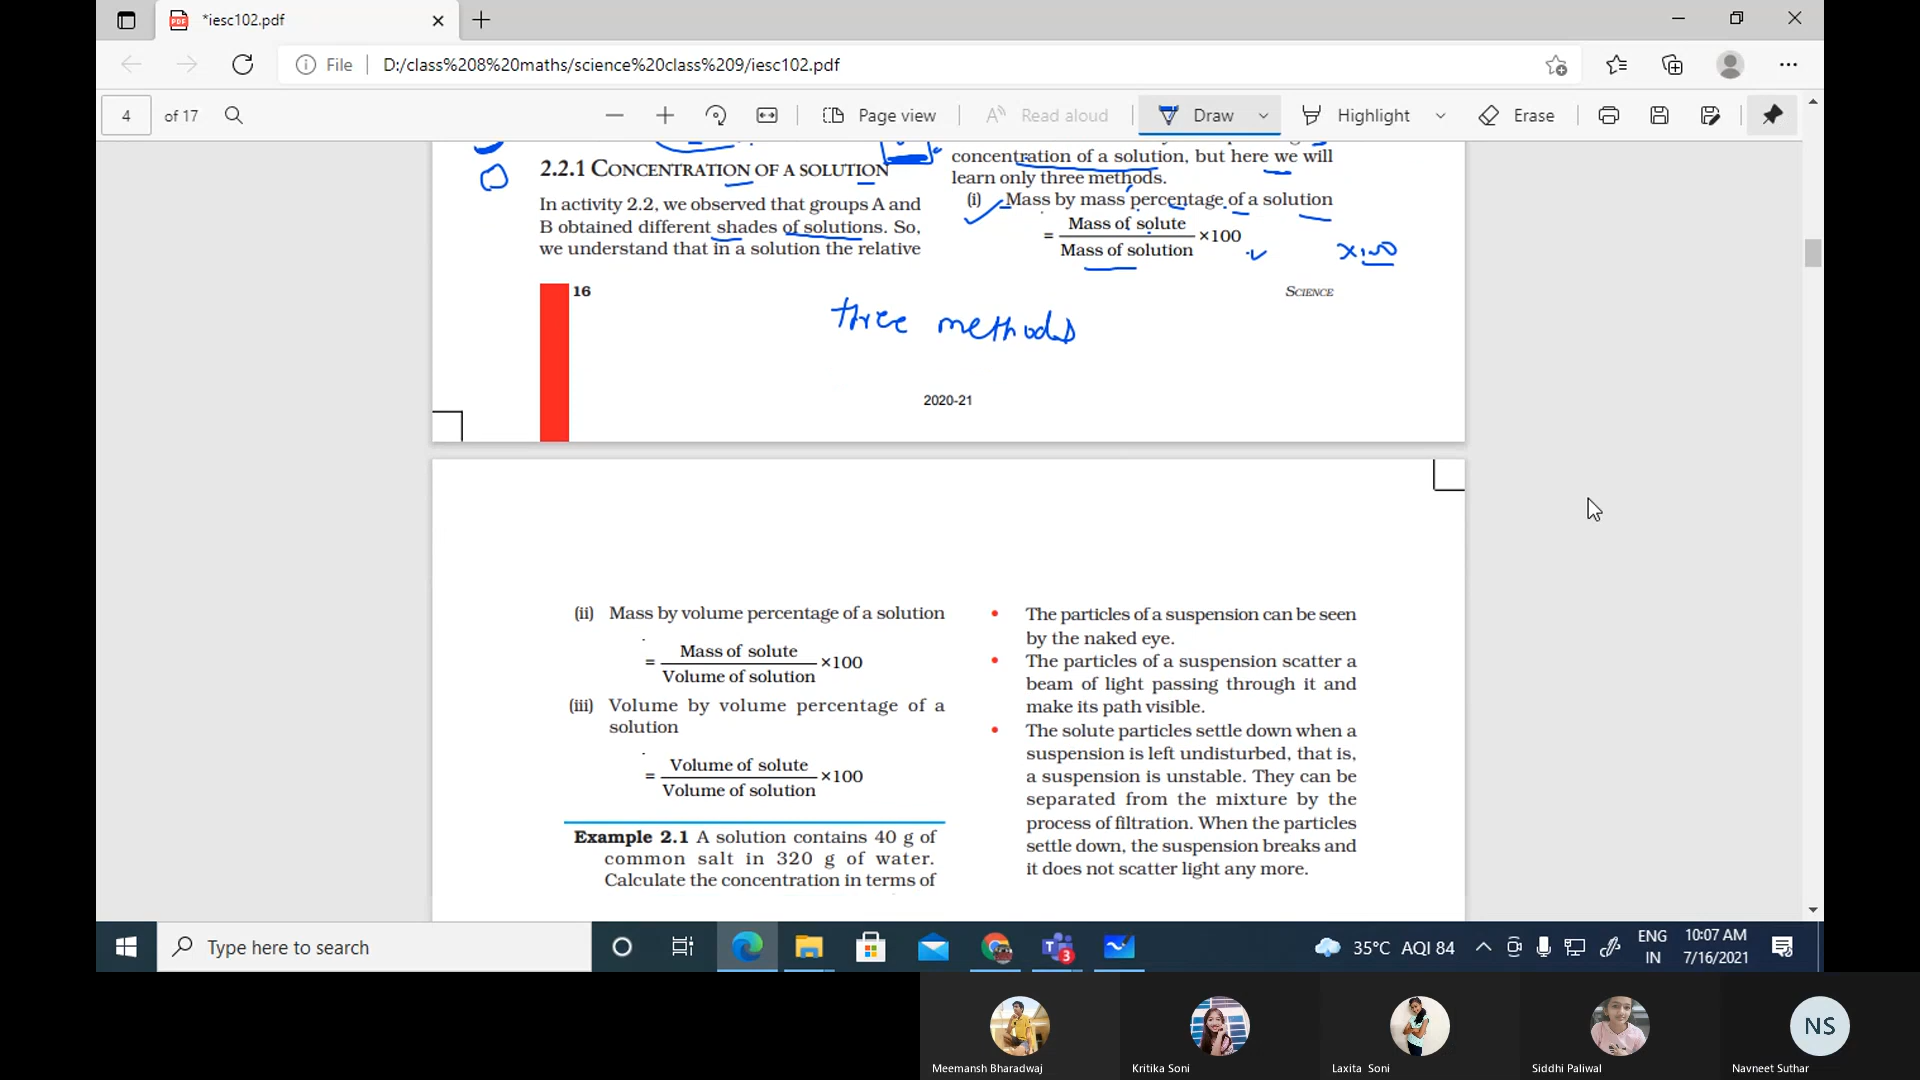 *iesc102.pdf
File D:/class%208%20maths/science%20class%209/iesc102.pdf
4 of 17 Page view Read aloud Draw Highlight Erase
2.2.1 CONCENTRATION OF A SOLUTION
In activity 2.2, we observed that groups A and
B obtained different shades of solutions. So,
we understand that in a solution the relative
concentration of a solution, but here we will
learn only three methods.
(i) Mass by mass percentage of a solution
= Mass of solute
Mass of solution ×100
×100
16
SCIENCE
three methods
2020-21
(ii) Mass by volume percentage of a solution
= Mass of solute
Volume of solution ×100
(iii) Volume by volume percentage of a
solution
= Volume of solute
Volume of solution ×100
Example 2.1 A solution contains 40 g of
common salt in 320 g of water.
Calculate the concentration in terms of
• The particles of a suspension can be seen
by the naked eye.
• The particles of a suspension scatter a
beam of light passing through it and
make its path visible.
• The solute particles settle down when a
suspension is left undisturbed, that is,
a suspension is unstable. They can be
separated from the mixture by the
process of filtration. When the particles
settle down, the suspension breaks and
it does not scatter light any more.
Type here to search
3
35°C AQI 84
ENG
IN
10:07 AM
7/16/2021
NS
Meemansh Bharadwaj
Kritika Soni
Laxita Soni
Siddhi Paliwal
Navneet Suthar